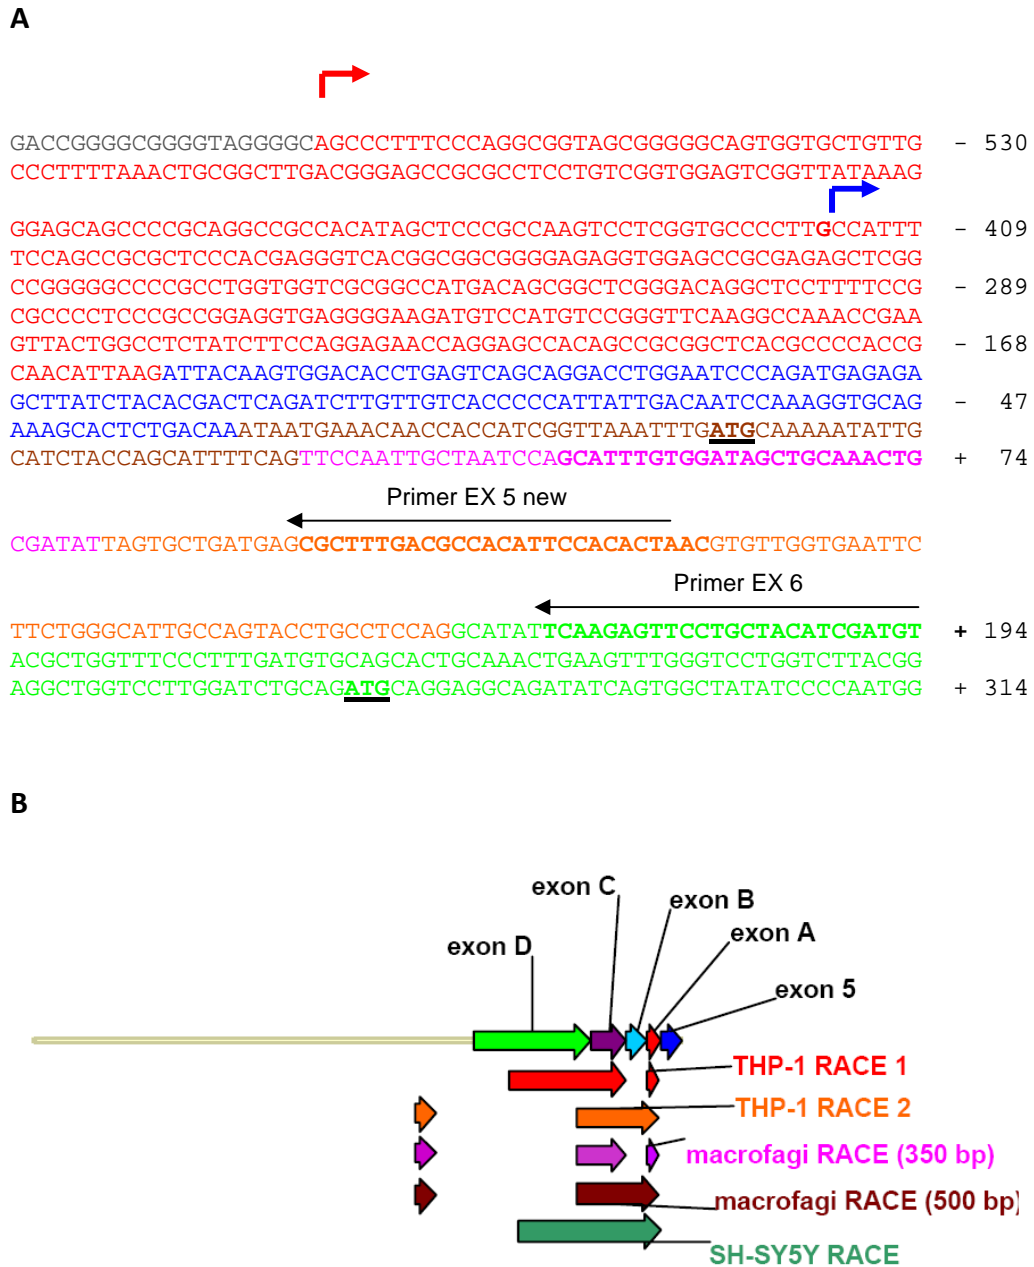 A
GACCGGGGCGGGGTAGGGGCAGCCCTTTCCCAGGCGGTAGCGGGGGCAGTGGTGCTGTTG - 530
CCCTTTTAAACTGCGGCTTGACGGGAGCCGCGCCTCCTGTCGGTGGAGTCGGTTATAAAG
GGAGCAGCCCCGCAGGCCGCCACATAGCTCCCGCCAAGTCCTCGGTGCCCCTTGCCATTT - 409
TCCAGCCGCGCTCCCACGAGGGTCACGGCGGCGGGGAGAGGTGGAGCCGCGAGAGCTCGG
CCGGGGGCCCCGCCTGGTGGTCGCGGCCATGACAGCGGCTCGGGACAGGCTCCTTTTCCG - 289
CGCCCCTCCCGCCGGAGGTGAGGGGAAGATGTCCATGTCCGGGTTCAAGGCCAAACCGAA
GTTACTGGCCTCTATCTTCCAGGAGAACCAGGAGCCACAGCCGCGGCTCACGCCCCACCG - 168
CAACATTAAGATTACAAGTGGACACCTGAGTCAGCAGGACCTGGAATCCCAGATGAGAGA
GCTTATCTACACGACTCAGATCTTGTTGTCACCCCCATTATTGACAATCCAAAGGTGCAG - 47
AAAGCACTCTGACAAATAATGAAACAACCACCATCGGTTAAATTTGATGCAAAAATATTG
CATCTACCAGCATTTTCAGTTCCAATTGCTAATCCAGCATTTGTGGATAGCTGCAAACTG + 74
Primer EX 5 new
CGATATTAGTGCTGATGAGCGCTTTGACGCCACATTCCACACTAACGTGTTGGTGAATTC
Primer EX 6
TTCTGGGCATTGCCAGTACCTGCCTCCAGGCATATTCAAGAGTTCCTGCTACATCGATGT + 194
ACGCTGGTTTCCCTTTGATGTGCAGCACTGCAAACTGAAGTTTGGGTCCTGGTCTTACGG
AGGCTGGTCCTTGGATCTGCAGATGCAGGAGGCAGATATCAGTGGCTATATCCCCAATGG + 314
B
exon C
exon B
exon A
exon D
exon 5
THP-1 RACE 1
THP-1 RACE 2
macrofagi RACE (350 bp)
macrofagi RACE (500 bp)
SH-SY5Y RACE